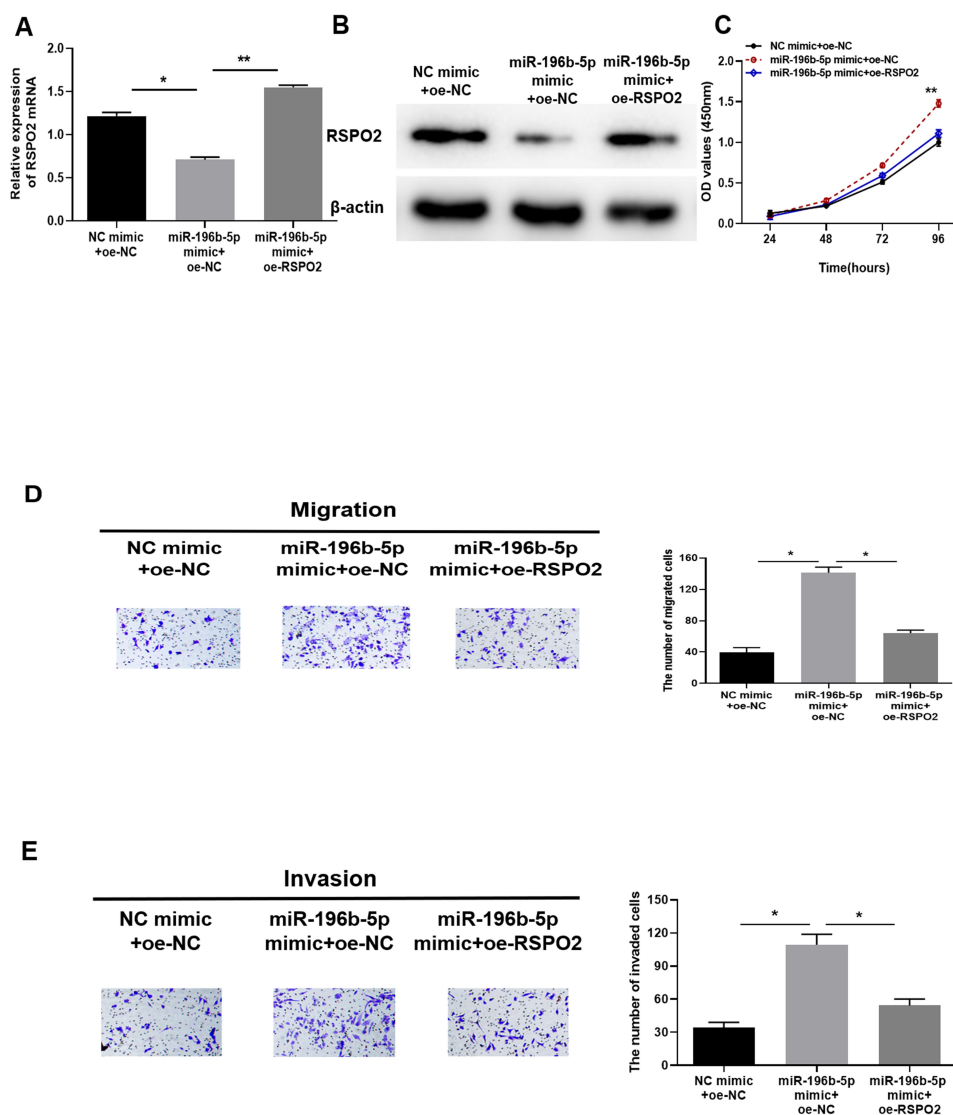 A
Relative expression
of RSPO2 mRNA
2.0
1.5
1.0
0.5
0.0
*
**
NC mimic
+oe-NC
miR-196b-5p
mimic+
oe-NC
miR-196b-5p
mimic+
oe-RSPO2
B
NC mimic
+oe-NC
miR-196b-5p
mimic
+oe-NC
miR-196b-5p
mimic+
oe-RSPO2
RSPO2
β-actin
C
NC mimic+oe-NC
miR-196b-5p mimic+oe-NC
miR-196b-5p mimic+oe-RSPO2
OD values (450nm)
2.0
1.5
1.0
0.5
0.0
**
24
48
72
96
Time(hours)
D
Migration
NC mimic
+oe-NC
miR-196b-5p
mimic+oe-NC
miR-196b-5p
mimic+oe-RSPO2
The number of migrated cells
160
120
80
40
0
*
*
NC mimic
+oe-NC
miR-196b-5p
mimic+
oe-NC
miR-196b-5p
mimic+
oe-RSPO2
E
Invasion
NC mimic
+oe-NC
miR-196b-5p
mimic+oe-NC
miR-196b-5p
mimic+oe-RSPO2
The number of invaded cells
150
120
90
60
30
0
*
*
NC mimic
+oe-NC
miR-196b-5p
mimic+
oe-NC
miR-196b-5p
mimic+
oe-RSPO2